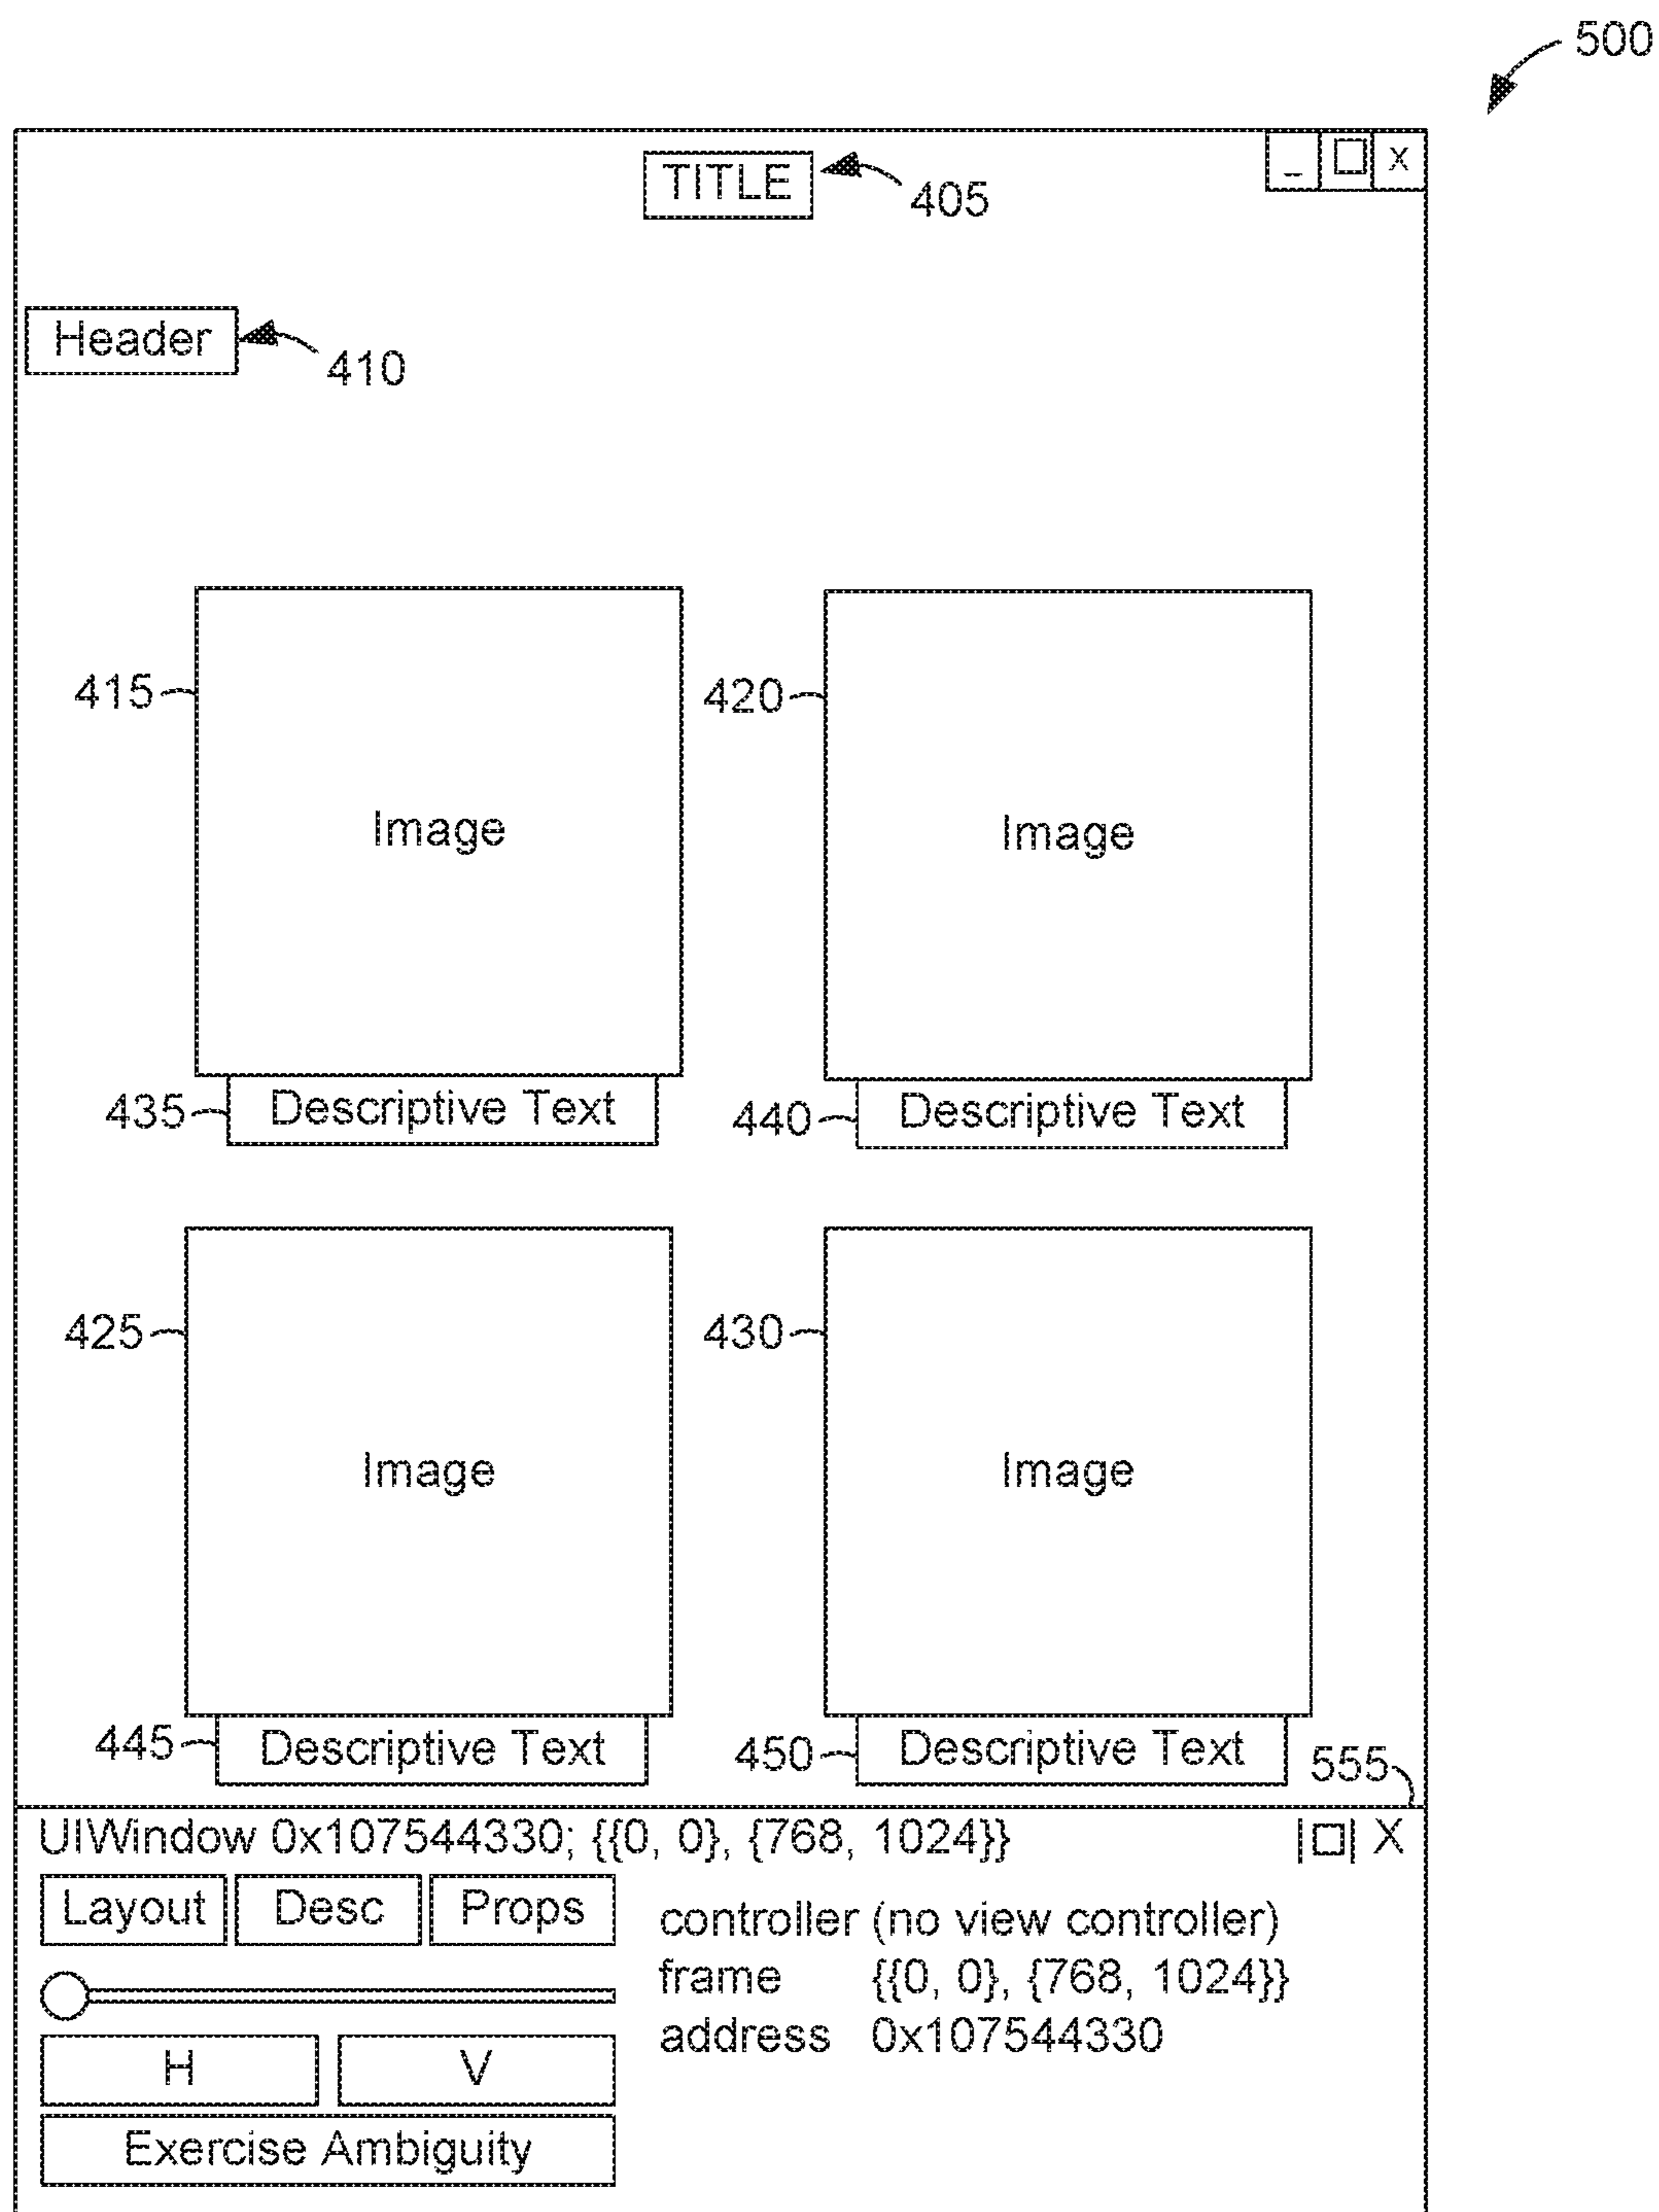 500
_ □ X
TITLE
405
Header
410
415
420
Image
Image
435
Descriptive Text
440
Descriptive Text
425
430
Image
Image
445
Descriptive Text
450
Descriptive Text
555
UIWindow 0x107544330; {{0, 0}, {768, 1024}}
|□| X
Layout
Desc
Props
controller (no view controller)
frame {{0, 0}, {768, 1024}}
address 0x107544330
H
V
Exercise Ambiguity